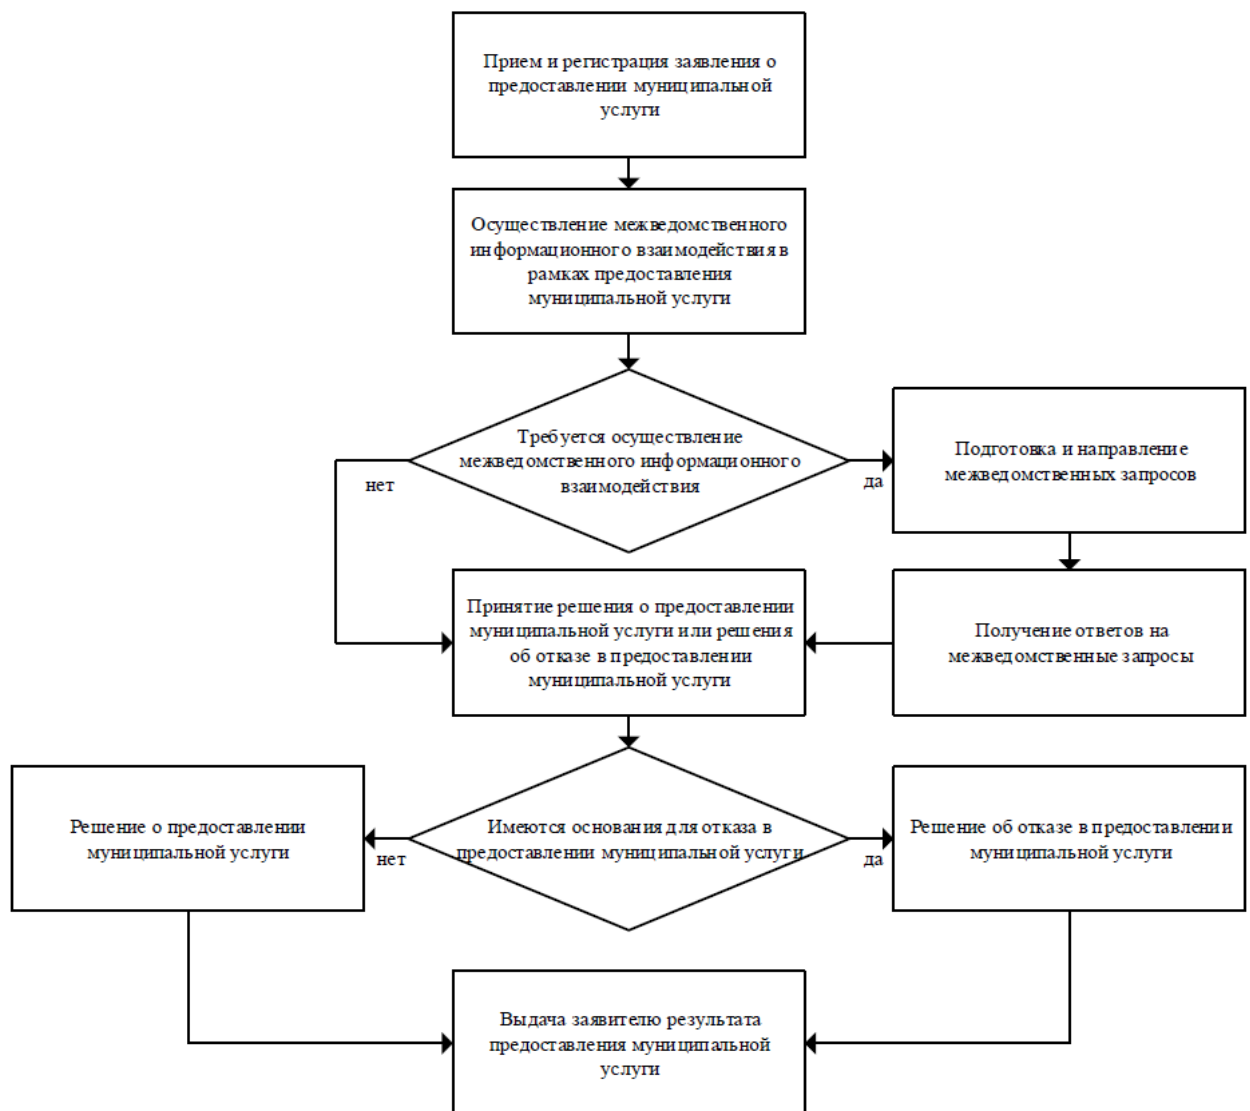 Прием и регистрация заявления о
предоставлении муниципальной
услуги
Осуществление межведомственного
информационного взаимодействия в
рамках предоставления
муниципальной услуги
Требуется осуществление
межведомственного информационного
взаимодействия
нет
да
Подготовка и направление
межведомственных запросов
Принятие решения о предоставлении
муниципальной услуги или решения
об отказе в предоставлении
муниципальной услуги
Получение ответов на
межведомственные запросы
Решение о предоставлении
муниципальной услуги
нет
Имеются основания для отказа в
предоставлении муниципальной услуги
да
Решение об отказе в предоставлении
муниципальной услуги
Выдача заявителю результата
предоставления муниципальной
услуги